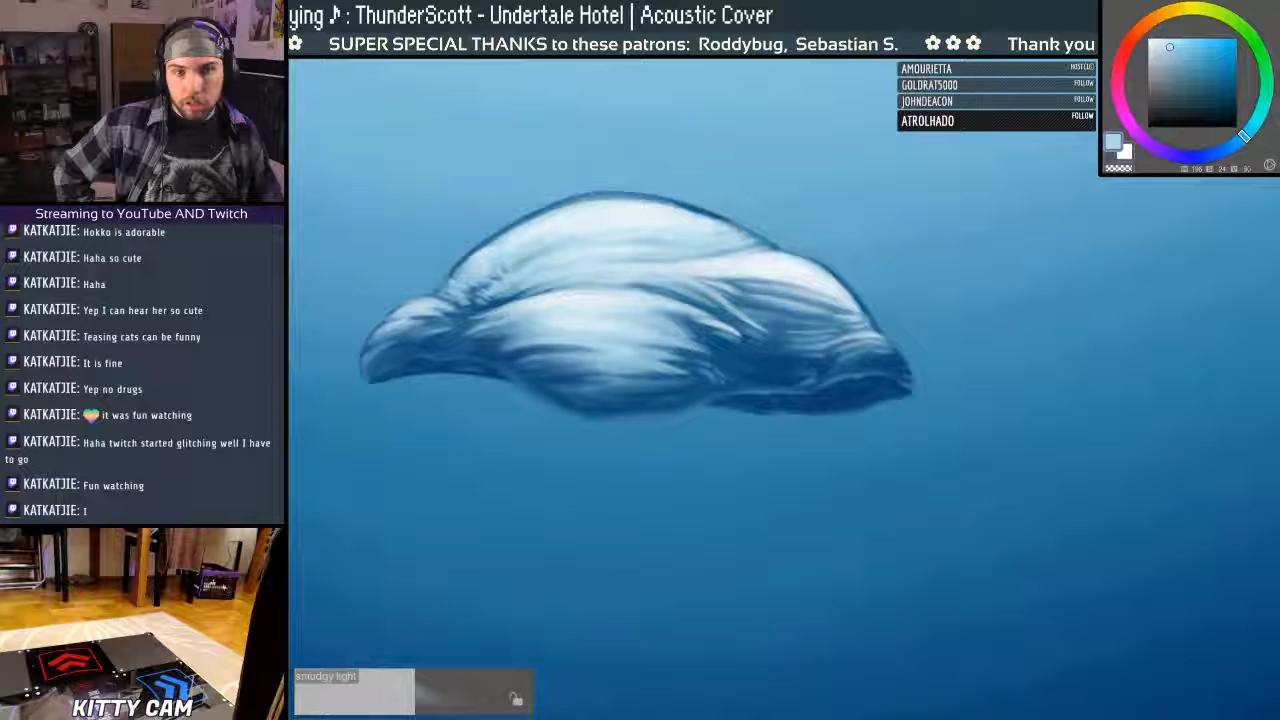 ying ♪ : ThunderScott - Undertale Hotel | Acoustic Cover
✿ SUPER SPECIAL THANKS to these patrons: Roddybug, Sebastian S. ✿ ✿ ✿ Thank you
AMOURIETTA HOST(16)
GOLDRAT5000 FOLLOW
JOHNDEACON FOLLOW
ATROLHADO FOLLOW
Streaming to YouTube AND Twitch
KATKATJIE: Hokko is adorable
KATKATJIE: Haha so cute
KATKATJIE: Haha
KATKATJIE: Yep I can hear her so cute
KATKATJIE: Teasing cats can be funny
KATKATJIE: It is fine
KATKATJIE: Yep no drugs
KATKATJIE: it was fun watching
KATKATJIE: Haha twitch started glitching well I have
to go
KATKATJIE: Fun watching
KATKATJIE: I
smudgy light
KITTY CAM